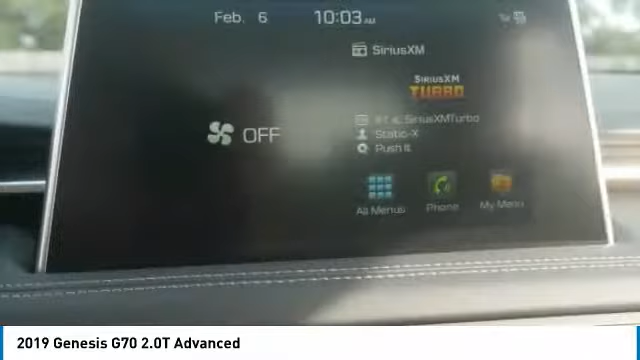 Feb. 6 10:03 AM
SiriusXM
SIRIUSXM
TURBO
OFF
SiriusXMTurbo
Static-X
Push It
All Menus Phone My Menu
2019 Genesis G70 2.0T Advanced